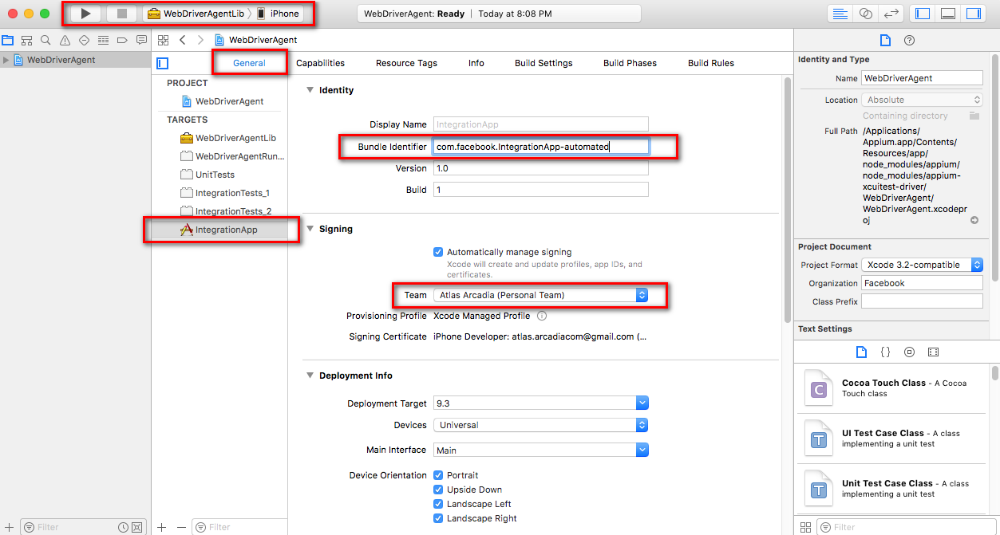 WebDriverAgentLib
iPhone
WebDriverAgent: Ready | Today at 8:08 PM
WebDriverAgent
WebDriverAgent
General
Capabilities
Resource Tags
Info
Build Settings
Build Phases
Build Rules
PROJECT
WebDriverAgent
TARGETS
WebDriverAgentLib
WebDriverAgentRun...
UnitTests
IntegrationTests_1
IntegrationTests_2
IntegrationApp
Identity
Display Name IntegrationApp
Bundle Identifier com.facebook.IntegrationApp-automated
Version 1.0
Build 1
Signing
Automatically manage signing
Xcode will create and update profiles, app IDs, and
certificates.
Team Atlas Arcadia (Personal Team)
Provisioning Profile Xcode Managed Profile
Signing Certificate iPhone Developer: atlas.arcadiacom@gmail.com (...
Deployment Info
Deployment Target 9.3
Devices Universal
Main Interface Main
Device Orientation Portrait
Upside Down
Landscape Left
Landscape Right
Identity and Type
Name WebDriverAgent
Location Absolute
Containing directory
Full Path /Applications/
Appium.app/Contents/
Resources/app/
node_modules/appium/
node_modules/appium-
xcuitest-driver/
WebDriverAgent/
WebDriverAgent.xcodepr
oj
Project Document
Project Format Xcode 3.2-compatible
Organization Facebook
Class Prefix
Text Settings
{}
C
Cocoa Touch Class - A Cocoa
Touch class
T
UI Test Case Class - A class
implementing a unit test
T
Unit Test Case Class - A class
implementing a unit test
Filter
Filter
Filter